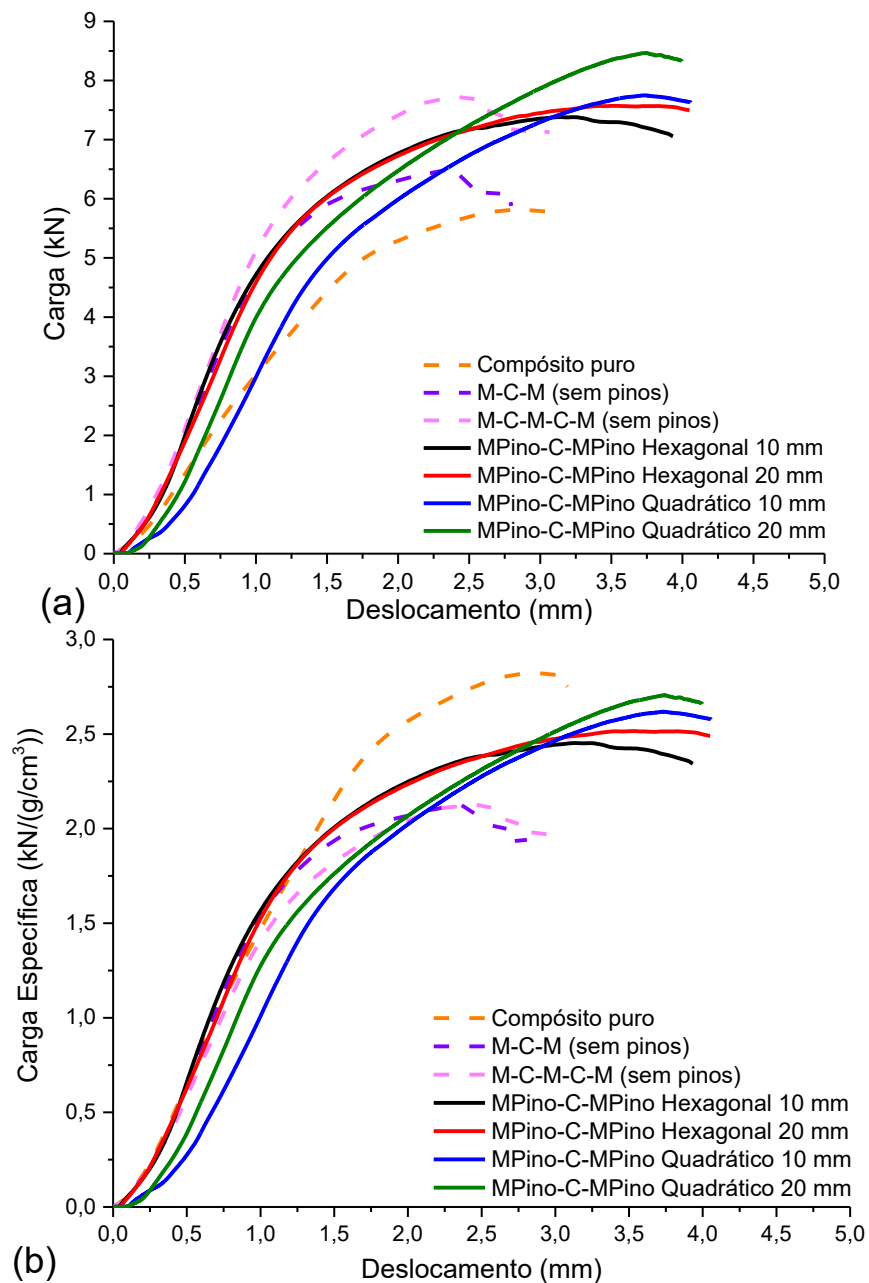 9
8
7
6
5
4
3
2
1
0
Carga (kN)
Compósito puro
M-C-M (sem pinos)
M-C-M-C-M (sem pinos)
MPino-C-MPino Hexagonal 10 mm
MPino-C-MPino Hexagonal 20 mm
MPino-C-MPino Quadrático 10 mm
MPino-C-MPino Quadrático 20 mm
0,0 0,5 1,0 1,5 2,0 2,5 3,0 3,5 4,0 4,5 5,0
(a)
Deslocamento (mm)
3,0
2,5
2,0
1,5
1,0
0,5
0,0
Carga Específica (kN/(g/cm³))
Compósito puro
M-C-M (sem pinos)
M-C-M-C-M (sem pinos)
MPino-C-MPino Hexagonal 10 mm
MPino-C-MPino Hexagonal 20 mm
MPino-C-MPino Quadrático 10 mm
MPino-C-MPino Quadrático 20 mm
0,0 0,5 1,0 1,5 2,0 2,5 3,0 3,5 4,0 4,5 5,0
(b)
Deslocamento (mm)